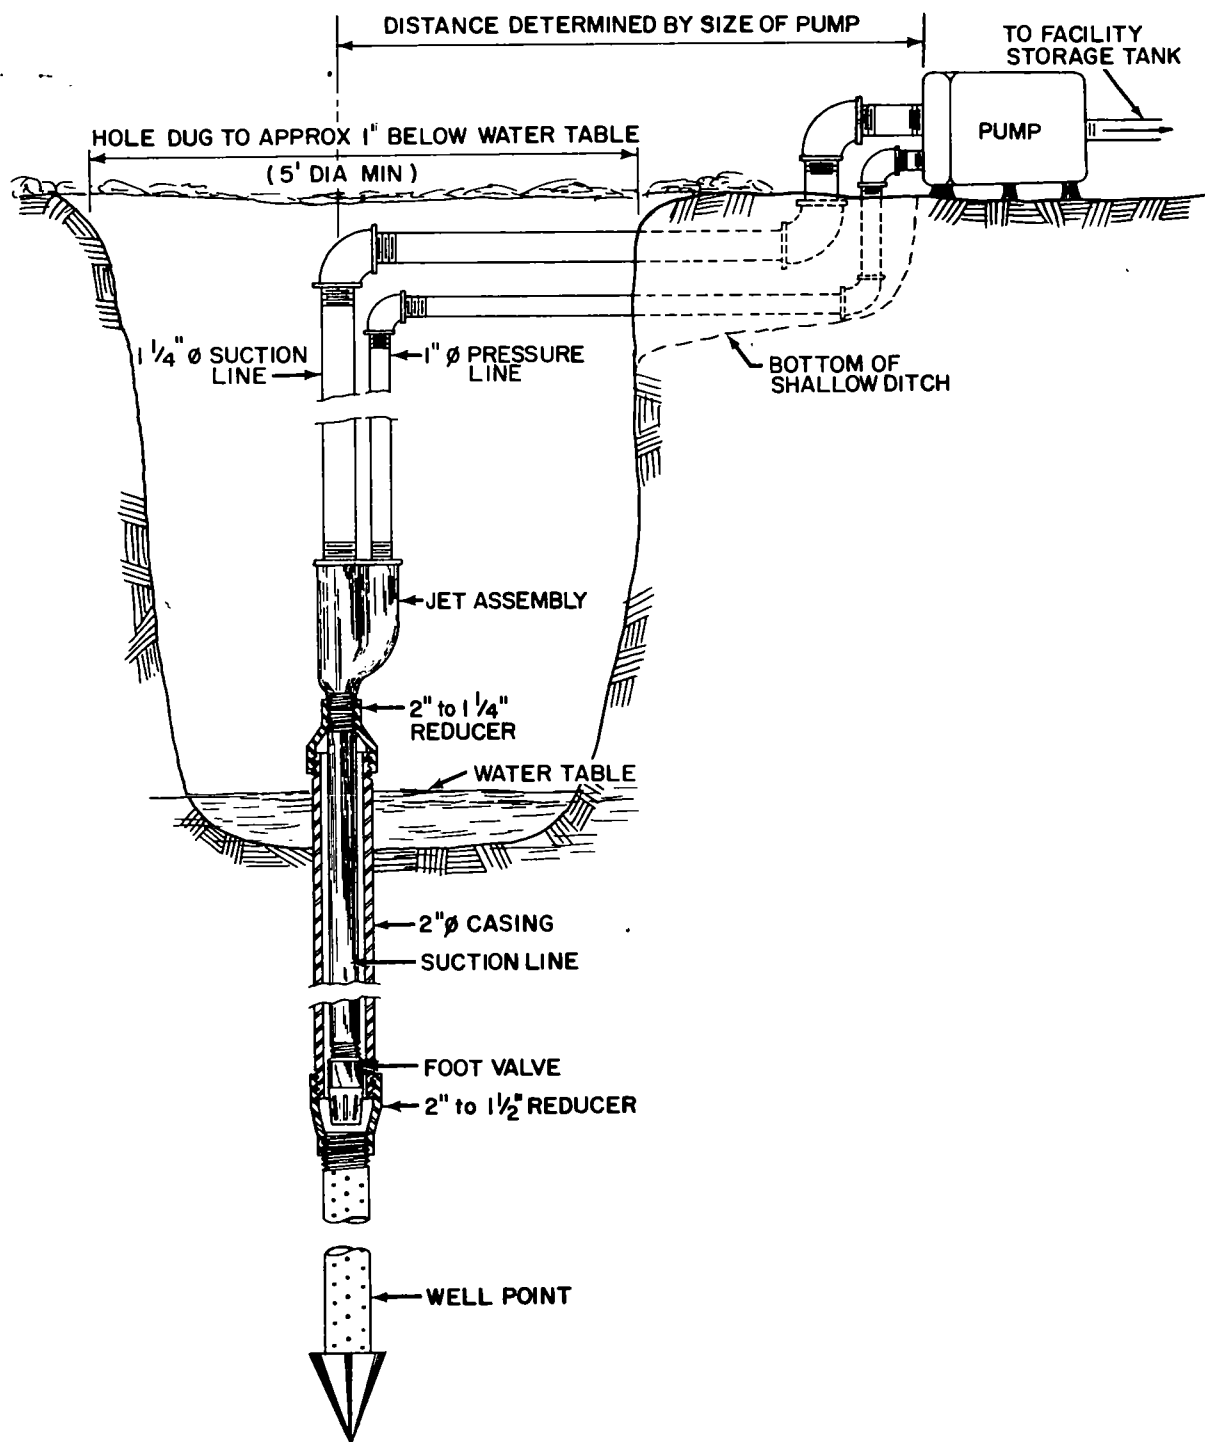 DISTANCE DETERMINED BY SIZE OF PUMP
TO FACILITY
STORAGE TANK
HOLE DUG TO APPROX 1" BELOW WATER TABLE
(5' DIA MIN)
PUMP
1 1/4" ø SUCTION
LINE
1" ø PRESSURE
LINE
BOTTOM OF
SHALLOW DITCH
JET ASSEMBLY
2" to 1 1/4"
REDUCER
WATER TABLE
2" ø CASING
SUCTION LINE
FOOT VALVE
2" to 1 1/2" REDUCER
WELL POINT